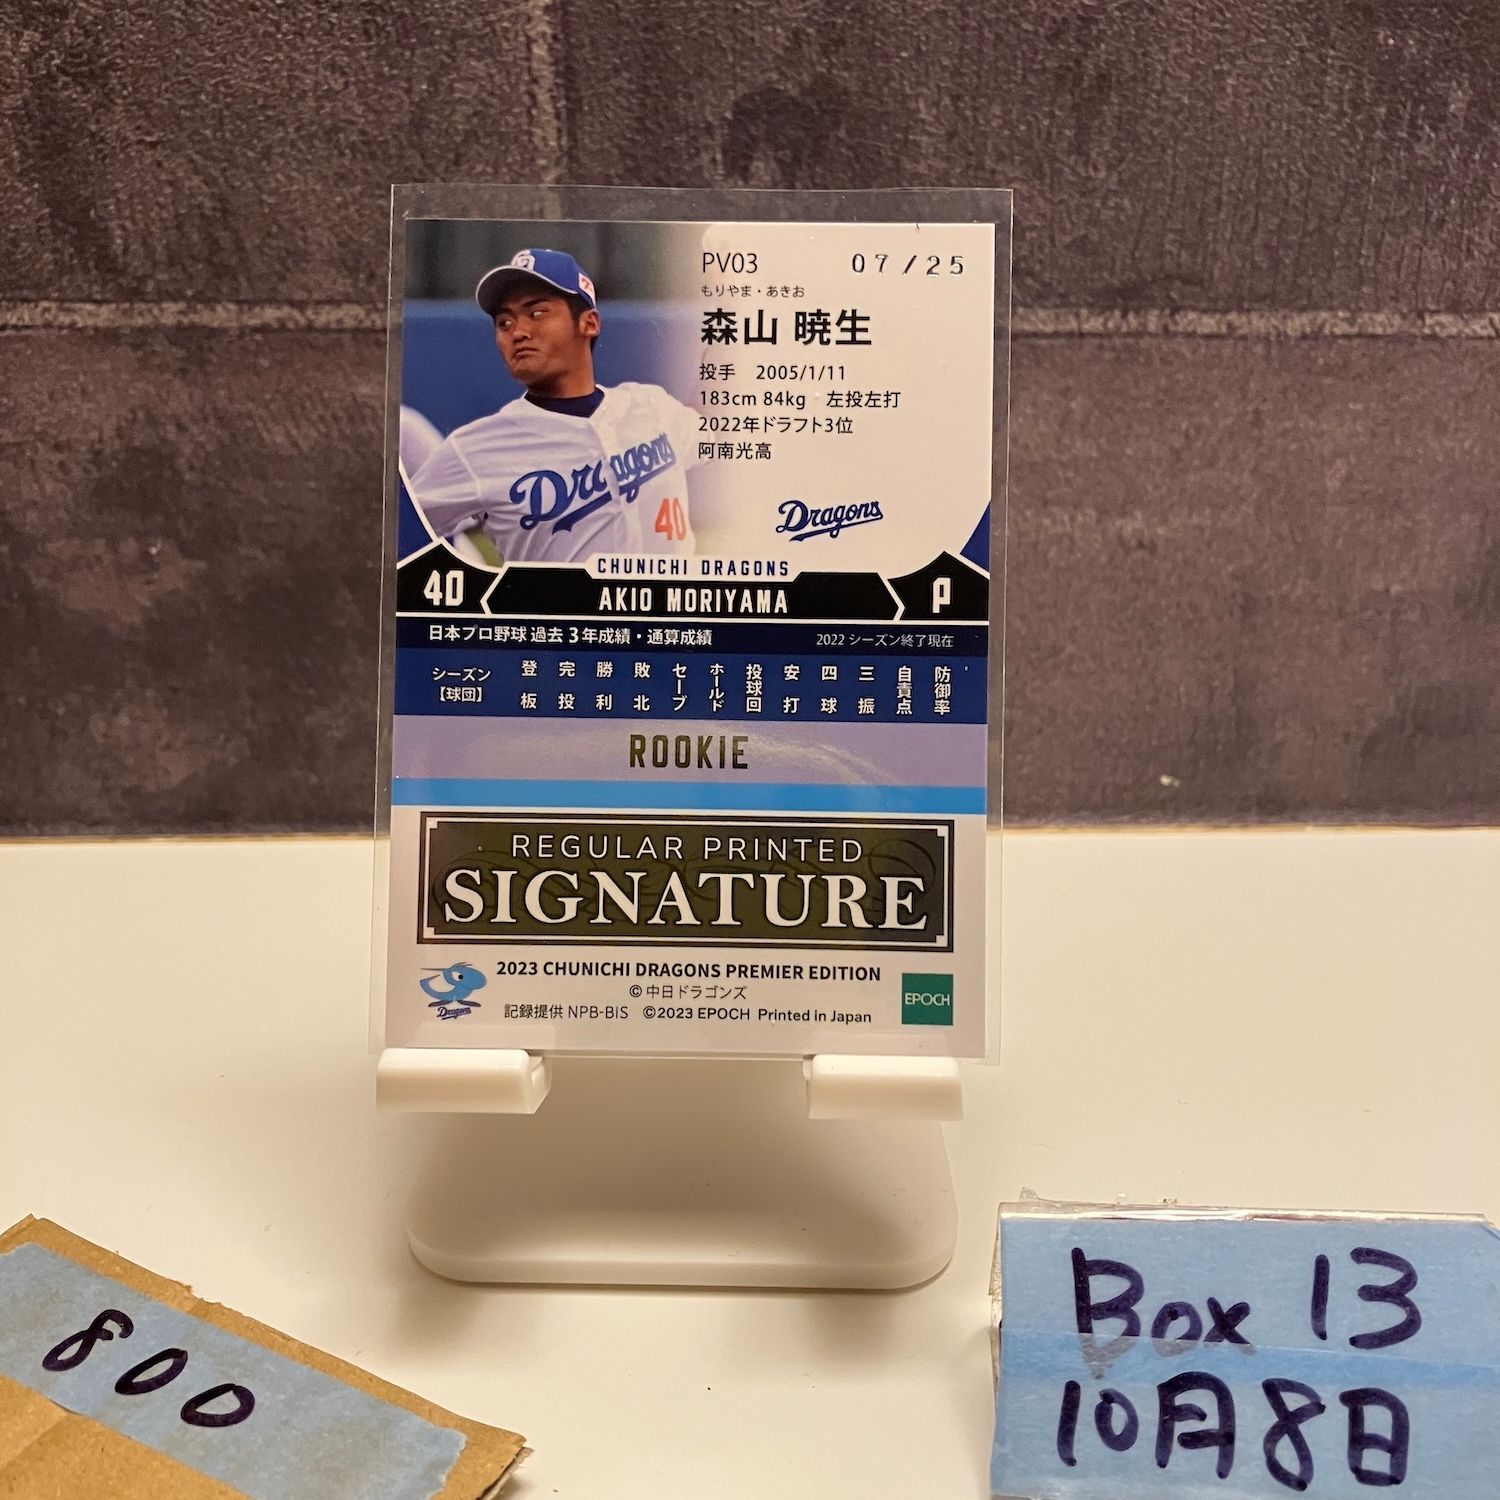 PV03 07/25
もりやま・あきお
森山 暁生
投手 2005/1/11
183cm 84kg 左投左打
2022年ドラフト3位
阿南光高
Dragons
Dragons
40
CHUNICHI DRAGONS
40 AKIO MORIYAMA P
日本プロ野球 過去3年成績・通算成績 2022 シーズン終了現在
シーズン【球団】 登板 完投 勝利 敗北 セーブ ホールド 投球回 安打 四球 三振 自責点 防御率
ROOKIE
REGULAR PRINTED
SIGNATURE
2023 CHUNICHI DRAGONS PREMIER EDITION
© 中日ドラゴンズ
記録提供 NPB-BIS ©2023 EPOCH Printed in Japan
Dragons
EPOCH
800
Box 13
10月8日